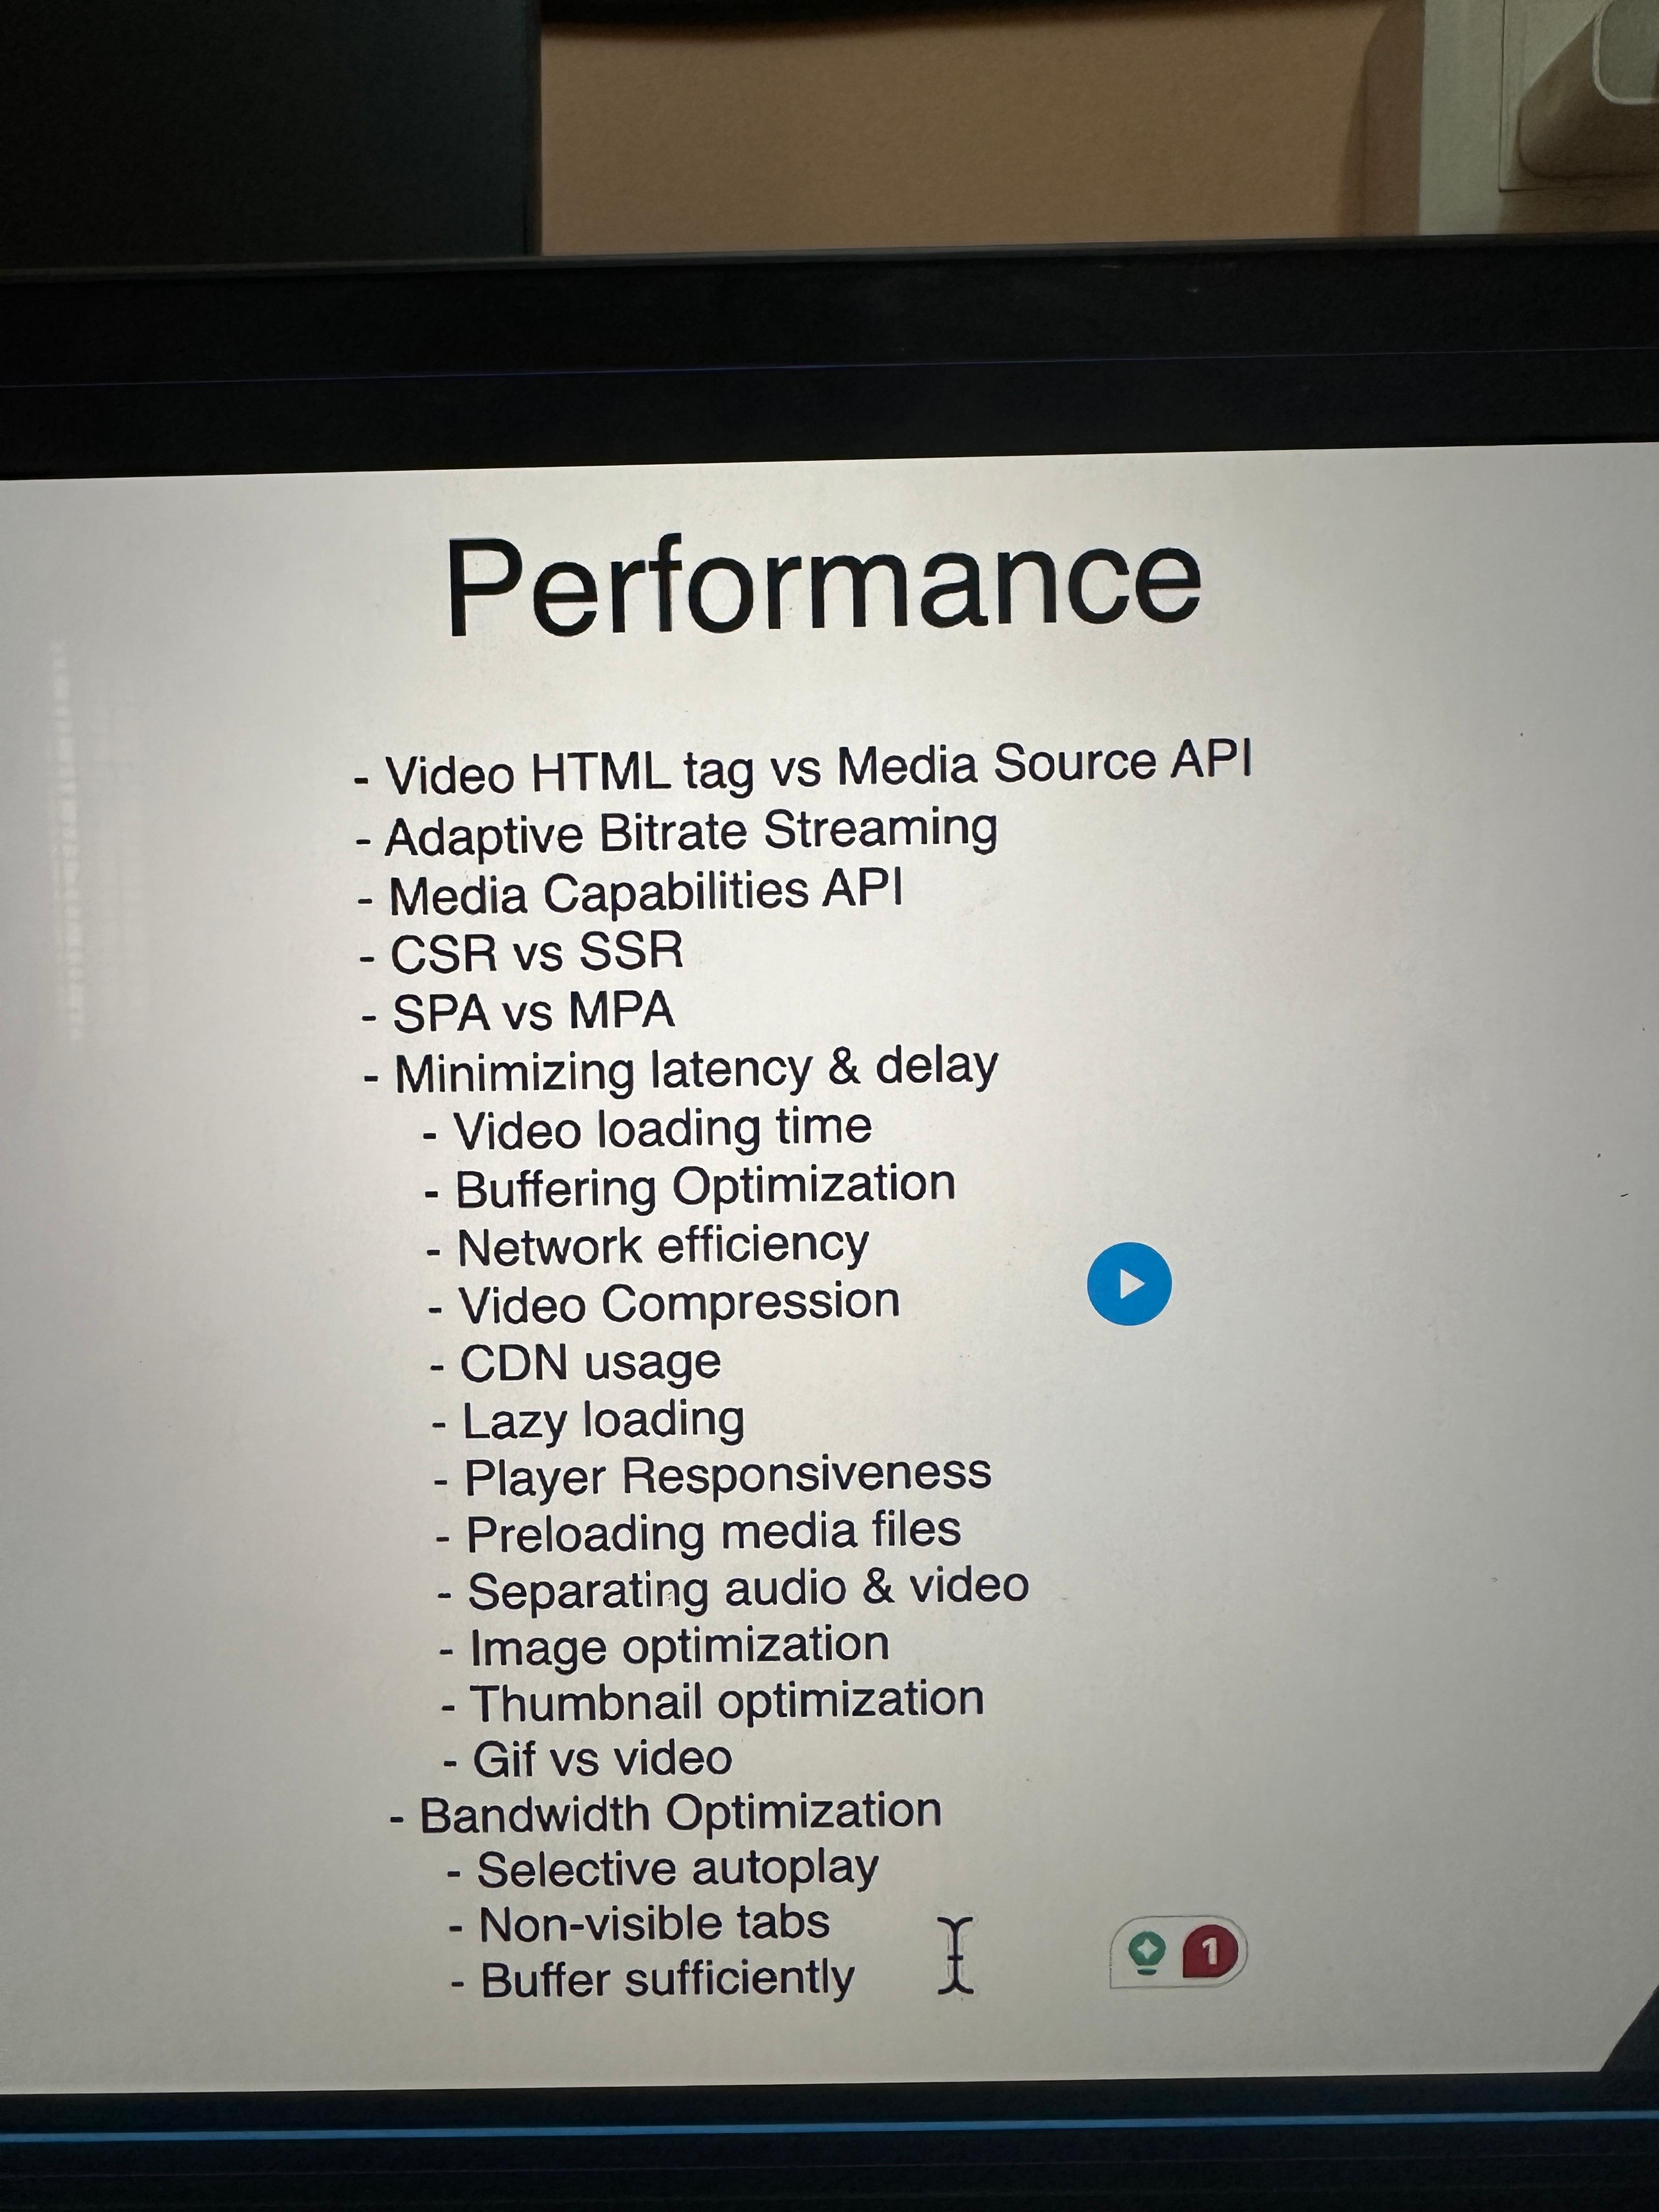 Performance
- Video HTML tag vs Media Source API
- Adaptive Bitrate Streaming
- Media Capabilities API
- CSR vs SSR
- SPA vs MPA
- Minimizing latency & delay
- Video loading time
- Buffering Optimization
- Network efficiency
- Video Compression
- CDN usage
- Lazy loading
- Player Responsiveness
- Preloading media files
- Separating audio & video
- Image optimization
- Thumbnail optimization
- Gif vs video
- Bandwidth Optimization
- Selective autoplay
- Non-visible tabs
- Buffer sufficiently
1